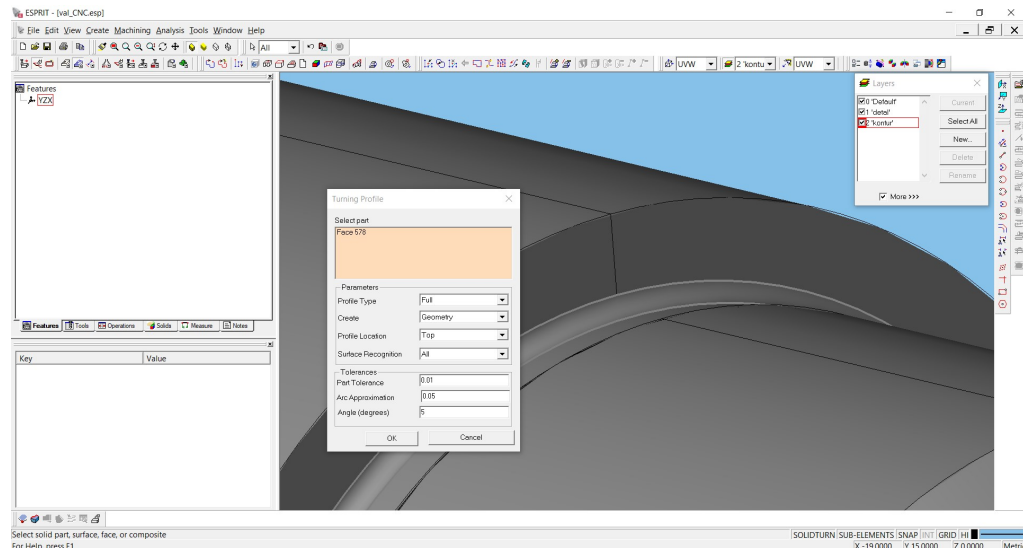 ESPRIT - [val_CNC.esp]
File Edit View Create Machining Analysis Tools Window Help
All
UVW
2 'kontu
UVW
Features
YZX
Layers
0 'Default'
1 'detal'
2 'kontur'
Current
Select All
New...
Delete
Rename
More >>>
Turning Profile
Select part
Face 578
Parameters
Profile Type Full
Create Geometry
Profile Location Top
Surface Recognition All
Tolerances
Part Tolerance 0.01
Arc Approximation 0.05
Angle (degrees) 5
OK Cancel
Features Tools Operations Solids Measure Notes
Key Value
Select solid part, surface, face, or composite
SOLIDTURN SUB-ELEMENTS SNAP INT GRID HI
For Help, press F1
X -19.0000 Y 15.0000 Z 0.0000 Metri